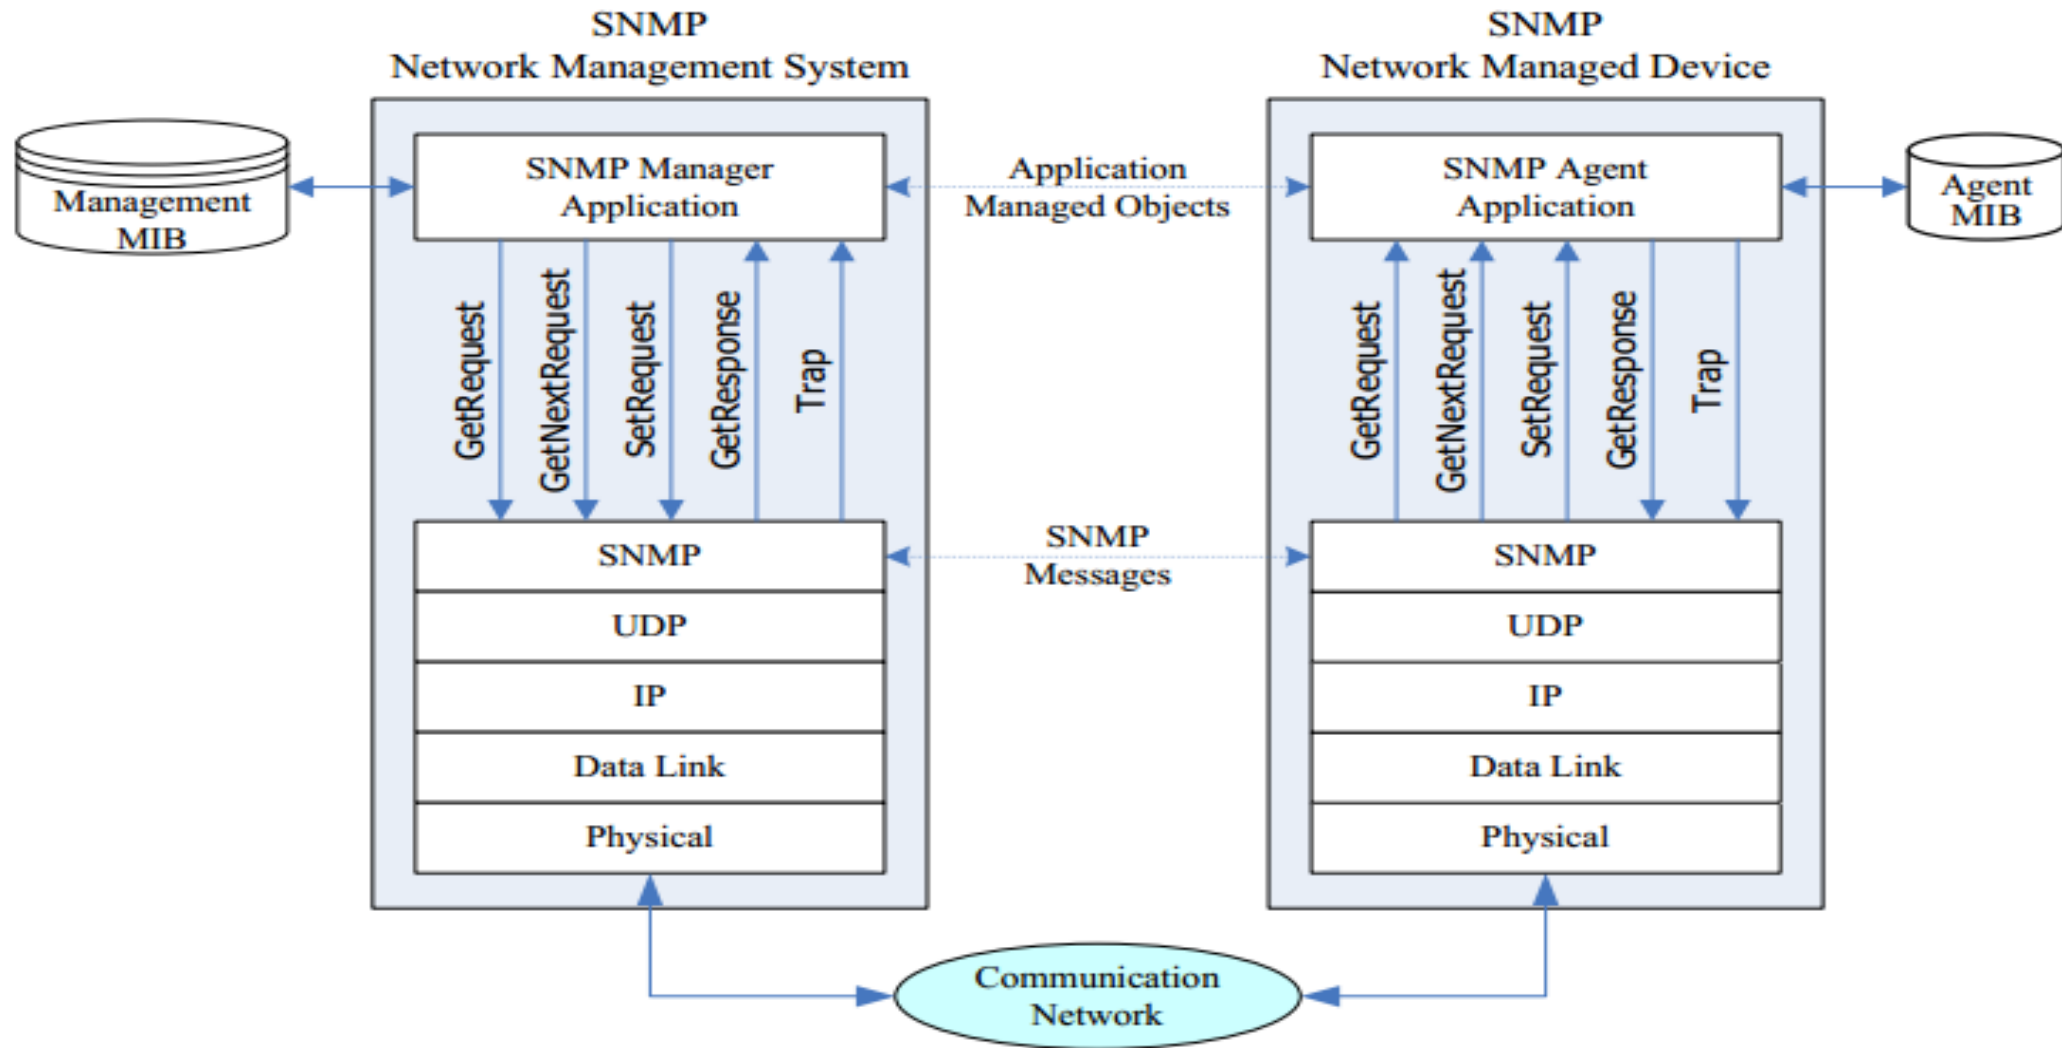 SNMP
Network Management System
SNMP
Network Managed Device
Management
MIB
SNMP Manager
Application
Application
Managed Objects
SNMP Agent
Application
Agent
MIB
GetRequest
GetNextRequest
SetRequest
GetResponse
Trap
GetRequest
GetNextRequest
SetRequest
GetResponse
Trap
SNMP
UDP
IP
Data Link
Physical
SNMP
Messages
SNMP
UDP
IP
Data Link
Physical
Communication
Network